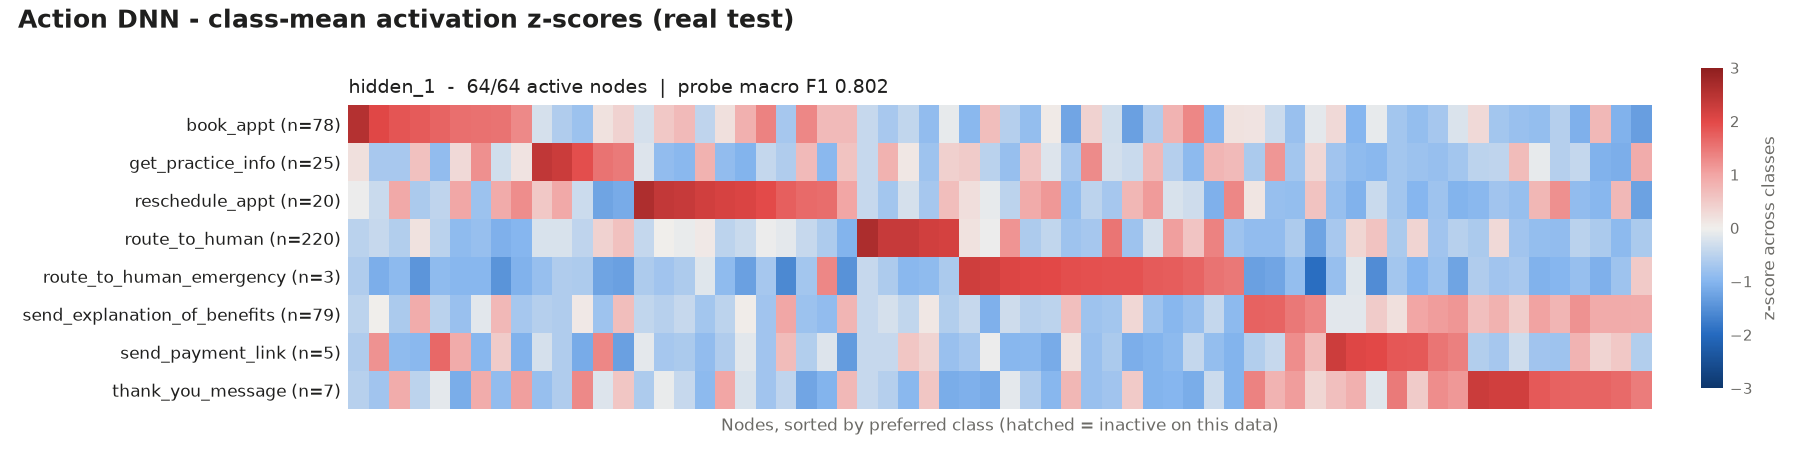 Action DNN - class-mean activation z-scores (real test)
hidden_1 - 64/64 active nodes | probe macro F1 0.802
book_appt (n=78)
get_practice_info (n=25)
reschedule_appt (n=20)
route_to_human (n=220)
route_to_human_emergency (n=3)
send_explanation_of_benefits (n=79)
send_payment_link (n=5)
thank_you_message (n=7)
Nodes, sorted by preferred class (hatched = inactive on this data)
3
2
1
0
−1
−2
−3
z-score across classes